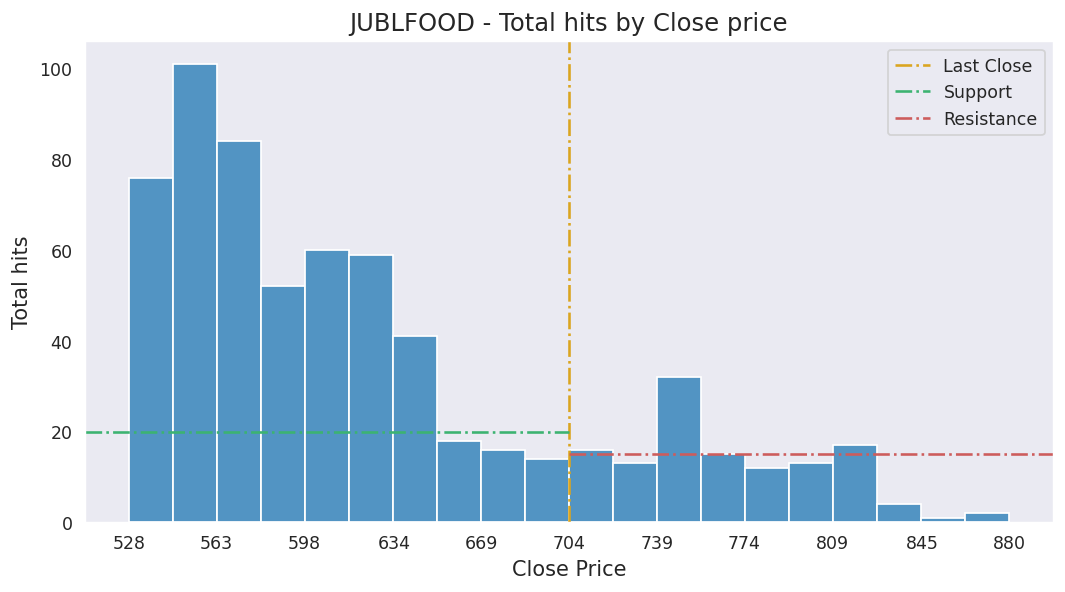 JUBLFOOD - Total hits by Close price
Last Close
Support
Resistance
Total hits
100
80
60
40
20
0
528 563 598 634 669 704 739 774 809 845 880
Close Price